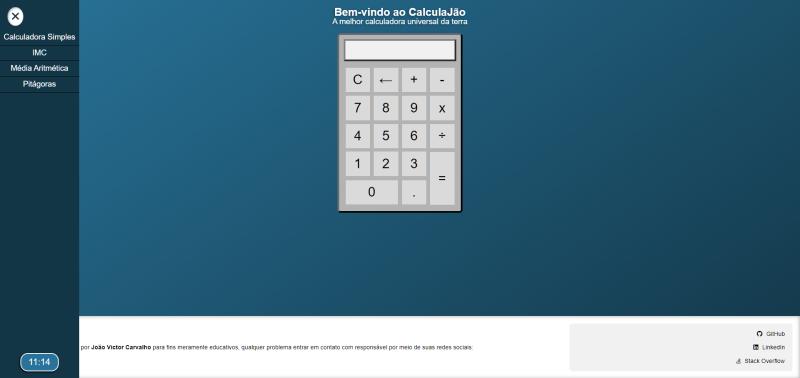 ✕
Calculadora Simples
IMC
Média Aritmética
Pitágoras
11:14
Bem-vindo ao CalculaJão
A melhor calculadora universal da terra
C ← + -
7 8 9 x
4 5 6 ÷
1 2 3 =
0 .
por João Victor Carvalho para fins meramente educativos, qualquer problema entrar em contato com responsável por meio de suas redes sociais.
GitHub
LinkedIn
Stack Overflow